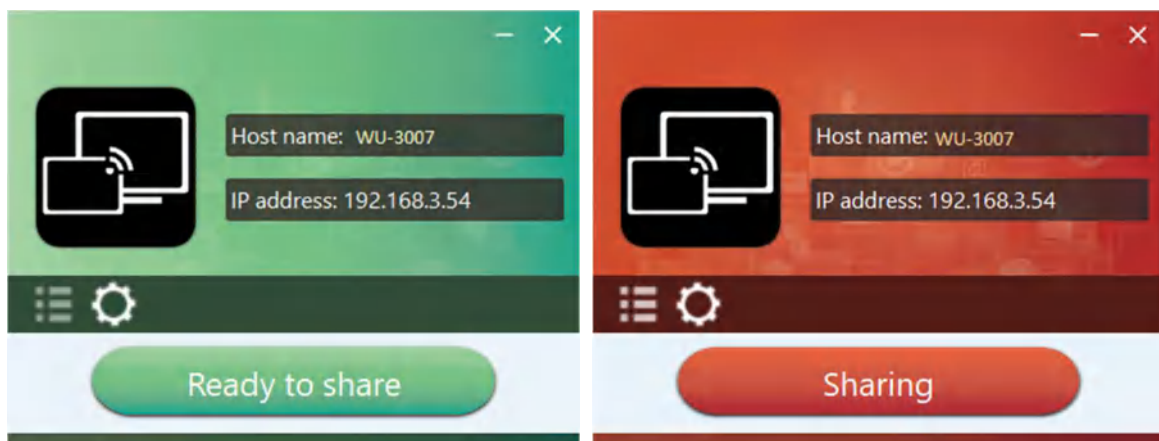 Host name: WU-3007
IP address: 192.168.3.54
Ready to share
Host name: WU-3007
IP address: 192.168.3.54
Sharing